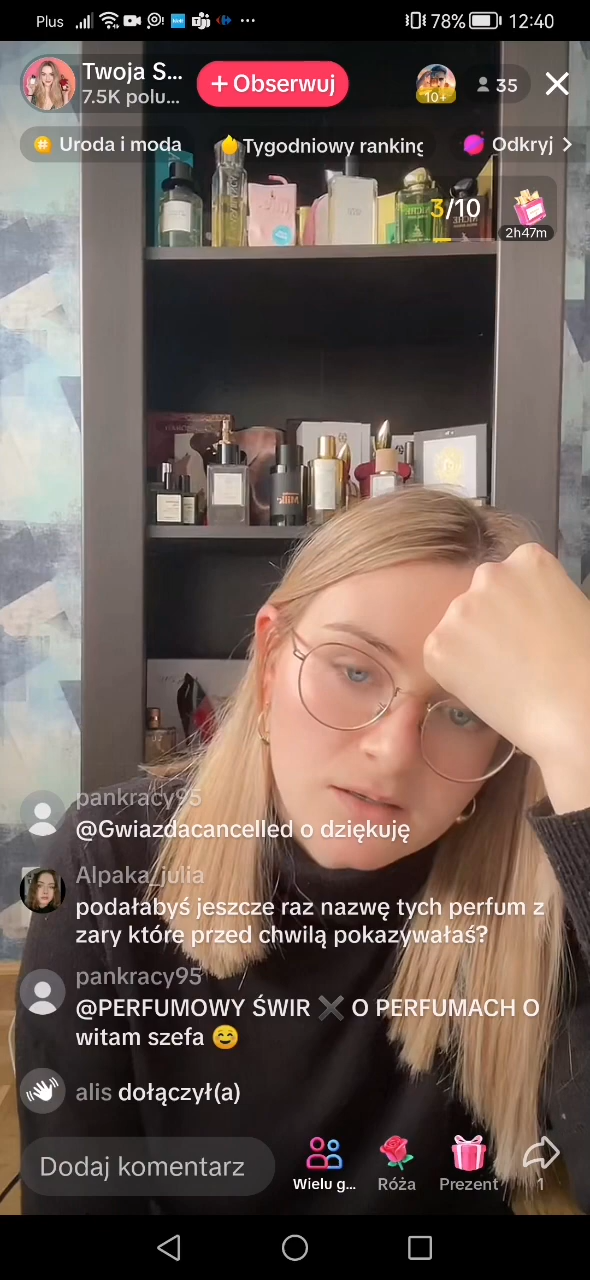 Plus 78% 12:40
Twoja S...
7.5K polu...
+ Obserwuj
10+
35
Uroda i moda
Tygodniowy ranking
Odkryj >
3/10
2h47m
pankracy95
@Gwiazdacancelled o dziękuję
Alpaka_julia
podałabyś jeszcze raz nazwę tych perfum z
zary które przed chwilą pokazywałaś?
pankracy95
@PERFUMOWY ŚWIR ❌ O PERFUMACH O
witam szefa 😊
alis dołączył(a)
Dodaj komentarz
Wielu g...
Róża
Prezent
1